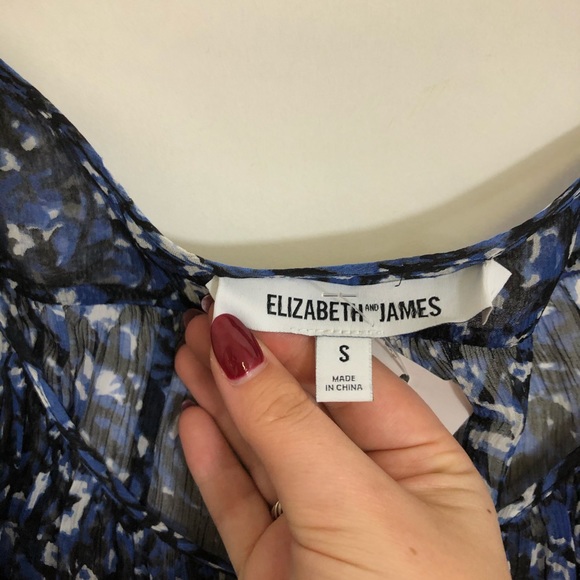 ELIZABETH AND JAMES
S
MADE
IN CHINA